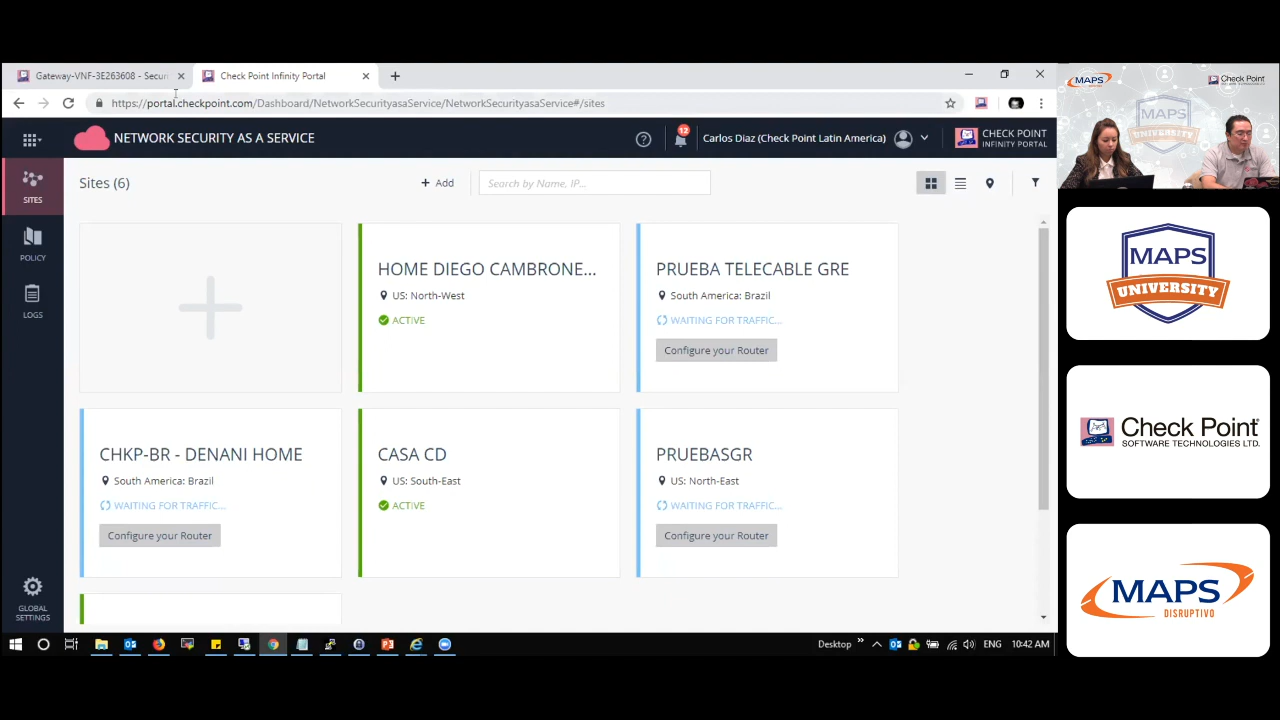 Gateway-VNF-3E263608 - Secur
Check Point Infinity Portal
https://portal.checkpoint.com/Dashboard/NetworkSecurityasaService/NetworkSecurityasaService#/sites
NETWORK SECURITY AS A SERVICE
12
Carlos Diaz (Check Point Latin America)
CHECK POINT
INFINITY PORTAL
SITES
POLICY
LOGS
GLOBAL
SETTINGS
Sites (6)
+ Add
Search by Name, IP...
HOME DIEGO CAMBRONE...
US: North-West
ACTIVE
PRUEBA TELECABLE GRE
South America: Brazil
WAITING FOR TRAFFIC...
Configure your Router
CHKP-BR - DENANI HOME
South America: Brazil
WAITING FOR TRAFFIC...
Configure your Router
CASA CD
US: South-East
ACTIVE
PRUEBASGR
US: North-East
WAITING FOR TRAFFIC...
Configure your Router
Desktop
ENG
10:42 AM
MAPS
Check Point
MAPS
UNIVERSITY
MAPS
UNIVERSITY
Check Point
SOFTWARE TECHNOLOGIES LTD.
MAPS
DISRUPTIVO